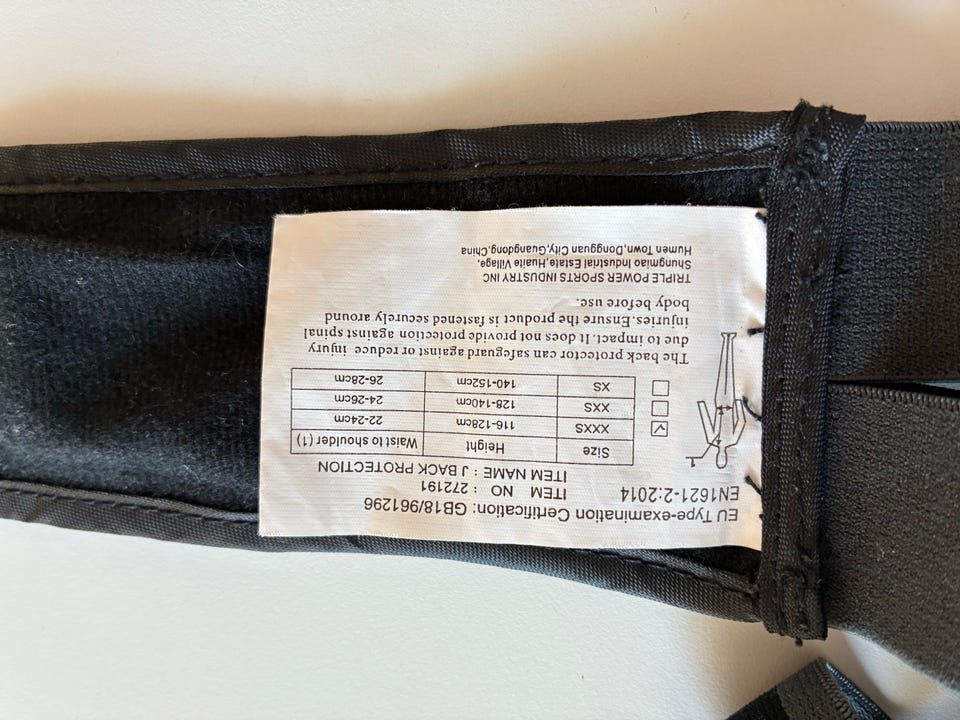 EU Type-examination Certification: GB18/961296
EN1621-2:2014 ITEM NO : 272191
ITEM NAME : J BACK PROTECTION
1
Size Height Waist to shoulder (1)
☑ XXXS 116-128cm 22-24cm
☐ XXS 128-140cm 24-26cm
☐ XS 140-152cm 26-28cm
The back protector can safeguard against or reduce injury
due to impact. It does not provide protection against spinal
injuries.Ensure the product is fastened securely around
body before use.
TRIPLE POWER SPORTS INDUSTRY INC
Shungmiao Industrial Estate,Huaite Village,
Humen Town,Dongguan City,Guangdong,China